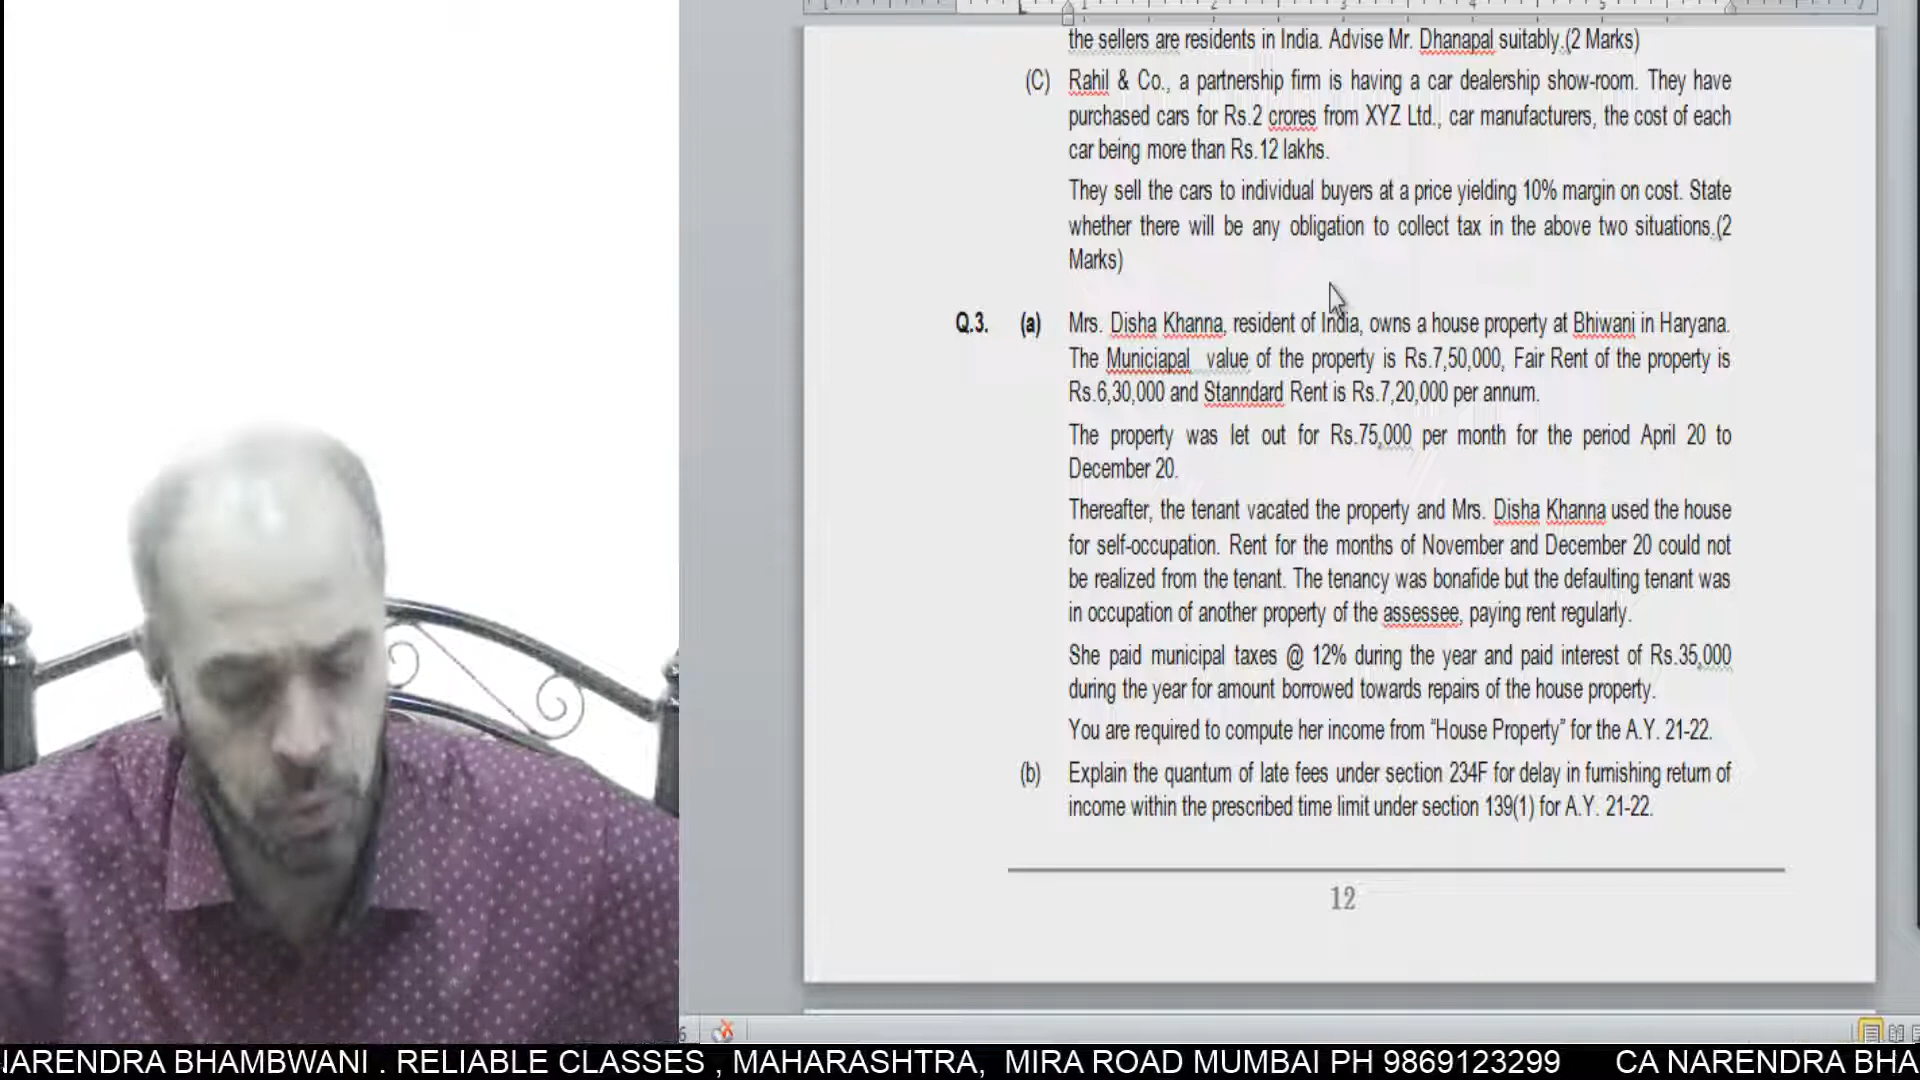 the sellers are residents in India. Advise Mr. Dhanapal suitably.(2 Marks)
(C) Rahil & Co., a partnership firm is having a car dealership show-room. They have
purchased cars for Rs.2 crores from XYZ Ltd., car manufacturers, the cost of each
car being more than Rs.12 lakhs.
They sell the cars to individual buyers at a price yielding 10% margin on cost. State
whether there will be any obligation to collect tax in the above two situations.(2
Marks)
Q.3. (a) Mrs. Disha Khanna, resident of India, owns a house property at Bhiwani in Haryana.
The Municiapal value of the property is Rs.7,50,000, Fair Rent of the property is
Rs.6,30,000 and Stanndard Rent is Rs.7,20,000 per annum.
The property was let out for Rs.75,000 per month for the period April 20 to
December 20.
Thereafter, the tenant vacated the property and Mrs. Disha Khanna used the house
for self-occupation. Rent for the months of November and December 20 could not
be realized from the tenant. The tenancy was bonafide but the defaulting tenant was
in occupation of another property of the assessee, paying rent regularly.
She paid municipal taxes @ 12% during the year and paid interest of Rs.35,000
during the year for amount borrowed towards repairs of the house property.
You are required to compute her income from “House Property” for the A.Y. 21-22.
(b) Explain the quantum of late fees under section 234F for delay in furnishing return of
income within the prescribed time limit under section 139(1) for A.Y. 21-22.
12
NARENDRA BHAMBWANI . RELIABLE CLASSES , MAHARASHTRA, MIRA ROAD MUMBAI PH 9869123299 CA NARENDRA BHA